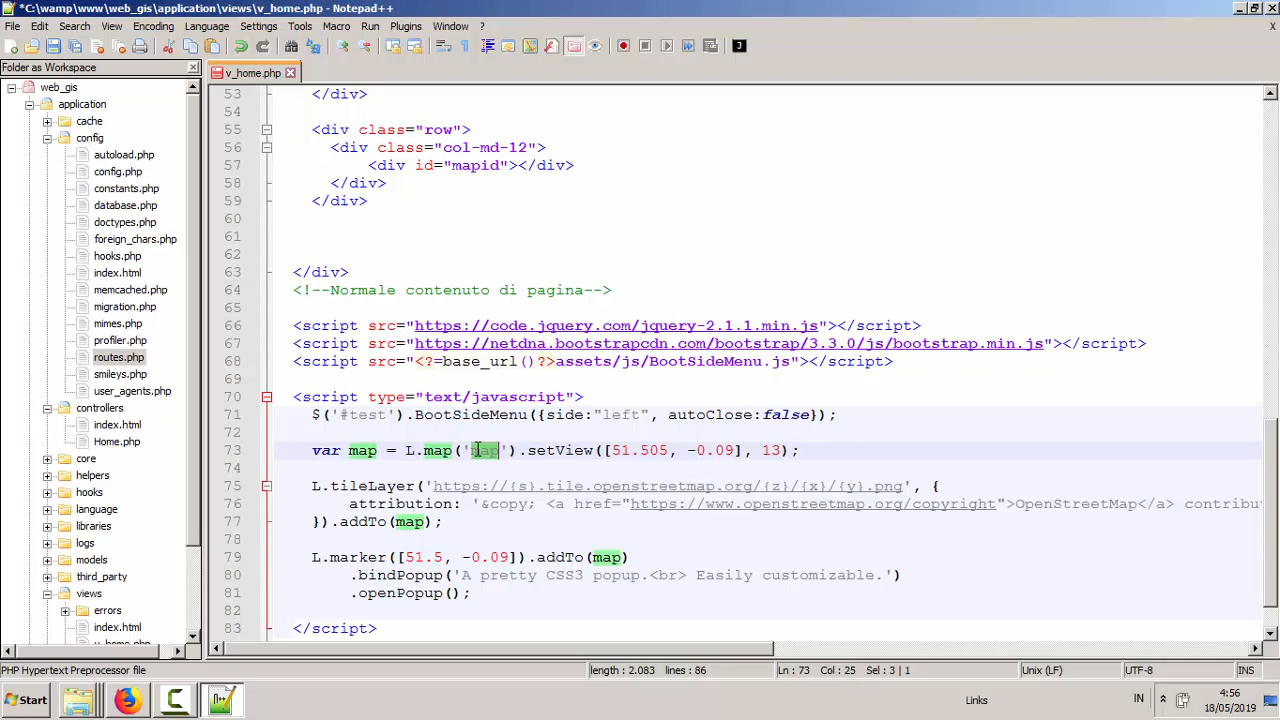 *C:\wamp\www\web_gis\application\views\v_home.php - Notepad++
File Edit Search View Encoding Language Settings Tools Macro Run Plugins Window ?
X
J
Folder as Workspace
v_home.php
web_gis
application
cache
config
autoload.php
config.php
constants.php
database.php
doctypes.php
foreign_chars.php
hooks.php
index.html
memcached.php
migration.php
mimes.php
profiler.php
routes.php
smileys.php
user_agents.php
controllers
index.html
Home.php
core
helpers
hooks
language
libraries
logs
models
third_party
views
errors
index.html
v_home.php
53 </div>
54
55 <div class="row">
56 <div class="col-md-12">
57 <div id="mapid"></div>
58 </div>
59 </div>
60
61
62
63 </div>
64 <!--Normale contenuto di pagina-->
65
66 <script src="https://code.jquery.com/jquery-2.1.1.min.js"></script>
67 <script src="https://netdna.bootstrapcdn.com/bootstrap/3.3.0/js/bootstrap.min.js"></script>
68 <script src="<?=base_url()?>assets/js/BootSideMenu.js"></script>
69
70 <script type="text/javascript">
71 $('#test').BootSideMenu({side:"left", autoClose:false});
72
73 var map = L.map('map').setView([51.505, -0.09], 13);
74
75 L.tileLayer('https://{s}.tile.openstreetmap.org/{z}/{x}/{y}.png', {
76 attribution: '&copy; <a href="https://www.openstreetmap.org/copyright">OpenStreetMap</a> contribu
77 }).addTo(map);
78
79 L.marker([51.5, -0.09]).addTo(map)
80 .bindPopup('A pretty CSS3 popup.<br> Easily customizable.')
81 .openPopup();
82
83 </script>
PHP Hypertext Preprocessor file length : 2.083 lines : 86 Ln : 73 Col : 25 Sel : 3 | 1 Unix (LF) UTF-8 INS
Start Links IN 4:56
18/05/2019